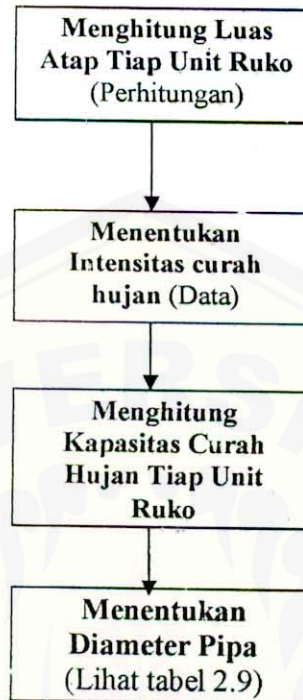 Menghitung Luas
Atap Tiap Unit Ruko
(Perhitungan)
Menentukan
Intensitas curah
hujan (Data)
Menghitung
Kapasitas Curah
Hujan Tiap Unit
Ruko
Menentukan
Diameter Pipa
(Lihat tabel 2.9)